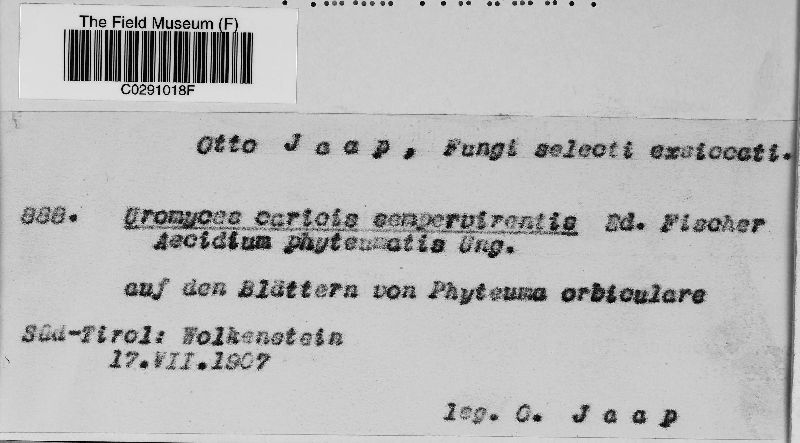 The Field Museum (F)
C0291018F
Otto Jaap, Fungi selecti exsiccati.
888. Uromyces caricis sempervirentis Ed. Fischer
Aecidium phyteumatis Ung.
auf den Blättern von Phyteuma orbiculare
Süd-Tirol: Wolkenstein
17.VII.1907
leg. O. Jaap